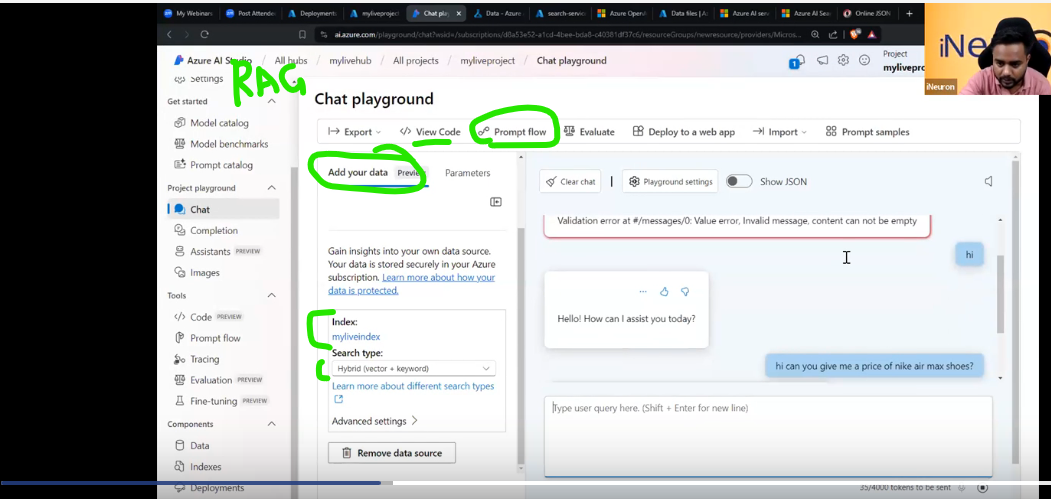 My Webinars
Post Attende
Deployments
myliveproject
Chat pla
Data - Azure
search-servic
Azure OpenA
Data files | A
Azure AI serv
Azure AI Sea
Online JSON
ai.azure.com/playground/chat?wsid=/subscriptions/d8a53e52-a1cd-4bee-bda8-c40381df37c6/resourceGroups/newresource/providers/Micros...
Azure AI Studio / All hubs / mylivehub / All projects / myliveproject / Chat playground
1
Project
mylivepro
iNe
iNeuron
RAG
Settings
Get started
Model catalog
Model benchmarks
Prompt catalog
Project playground
Chat
Completion
Assistants PREVIEW
Images
Tools
Code PREVIEW
Prompt flow
Tracing
Evaluation PREVIEW
Fine-tuning PREVIEW
Components
Data
Indexes
Deployments
Chat playground
Export
View Code
Prompt flow
Evaluate
Deploy to a web app
Import
Prompt samples
Add your data Preview
Parameters
Gain insights into your own data source.
Your data is stored securely in your Azure
subscription. Learn more about how your
data is protected.
Index:
myliveindex
Search type:
Hybrid (vector + keyword)
Learn more about different search types
Advanced settings
Remove data source
Clear chat
Playground settings
Show JSON
Validation error at #/messages/0: Value error, Invalid message, content can not be empty
hi
Hello! How can I assist you today?
hi can you give me a price of nike air max shoes?
Type user query here. (Shift + Enter for new line)
35/4000 tokens to be sent